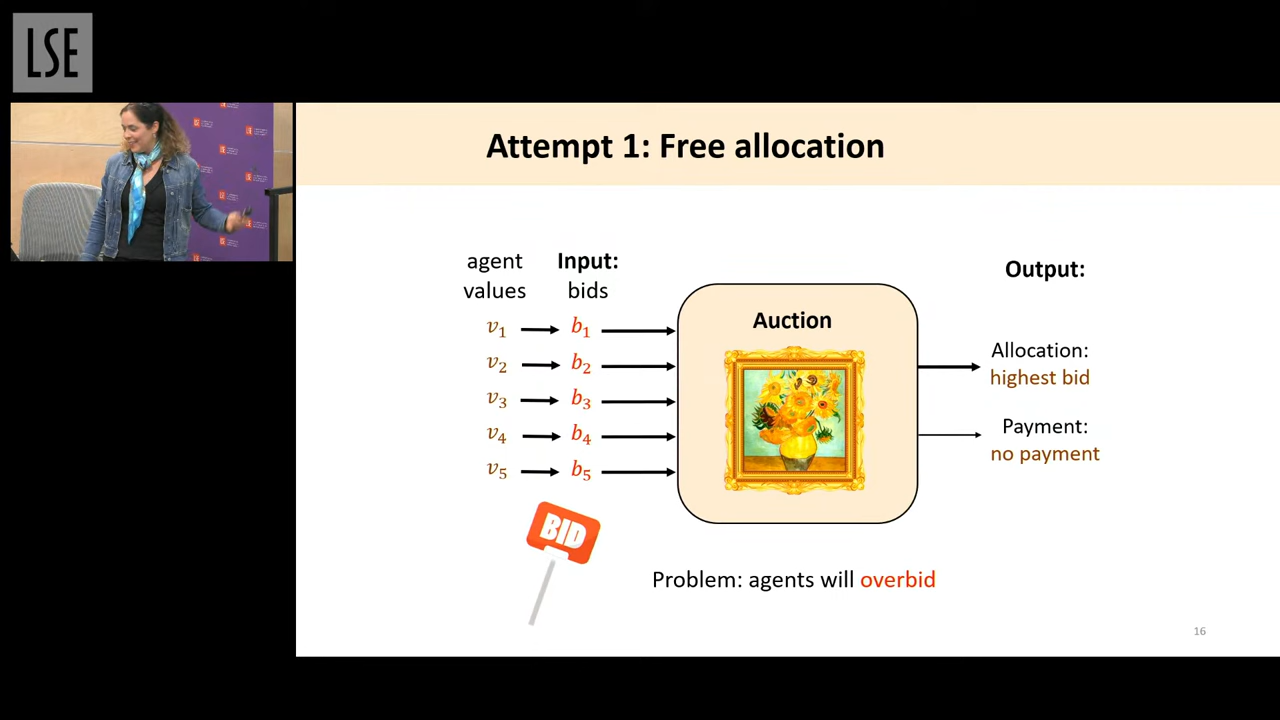 LSE
Attempt 1: Free allocation
agent values
Input: bids
Output:
v1 b1
v2 b2
v3 b3
v4 b4
v5 b5
Auction
Allocation:
highest bid
Payment:
no payment
BID
Problem: agents will overbid
16